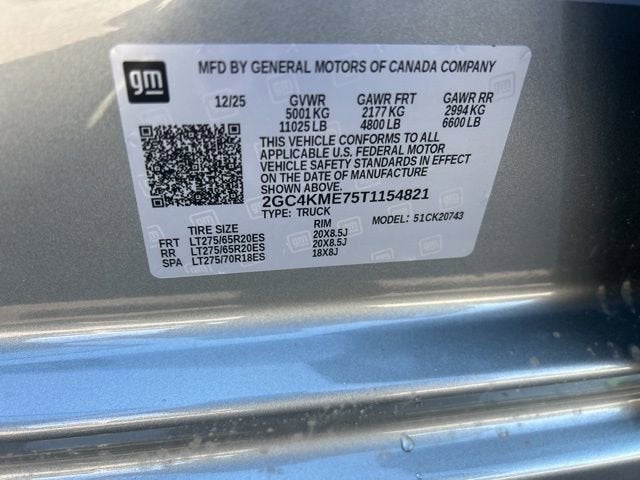 gm
MFD BY GENERAL MOTORS OF CANADA COMPANY
12/25 GVWR GAWR FRT GAWR RR
5001 KG 2177 KG 2994 KG
11025 LB 4800 LB 6600 LB
THIS VEHICLE CONFORMS TO ALL
APPLICABLE U.S. FEDERAL MOTOR
VEHICLE SAFETY STANDARDS IN EFFECT
ON THE DATE OF MANUFACTURE
SHOWN ABOVE.
2GC4KME75T1154821
TYPE: TRUCK MODEL: 51CK20743
TIRE SIZE RIM
FRT LT275/65R20ES 20X8.5J
RR LT275/65R20ES 20X8.5J
SPA LT275/70R18ES 18X8J